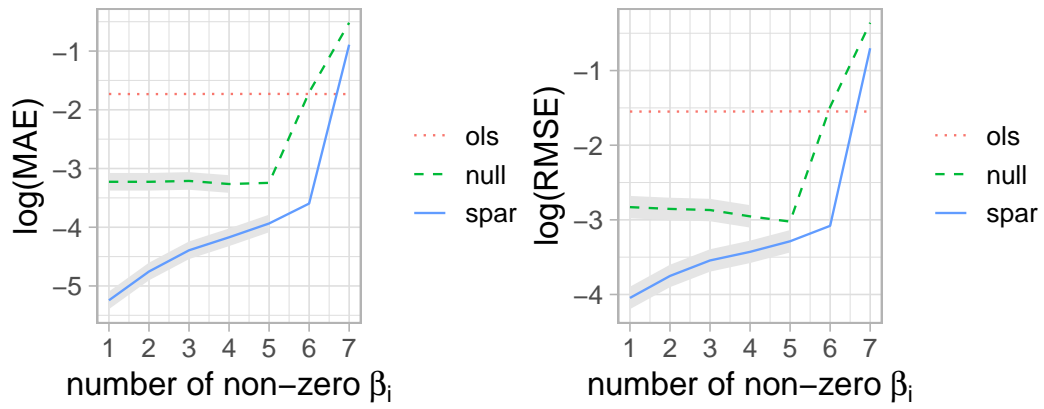 log(MAE)
−1
−2
−3
−4
−5
1 2 3 4 5 6 7
number of non−zero βi
ols
null
spar
log(RMSE)
−1
−2
−3
−4
1 2 3 4 5 6 7
number of non−zero βi
ols
null
spar